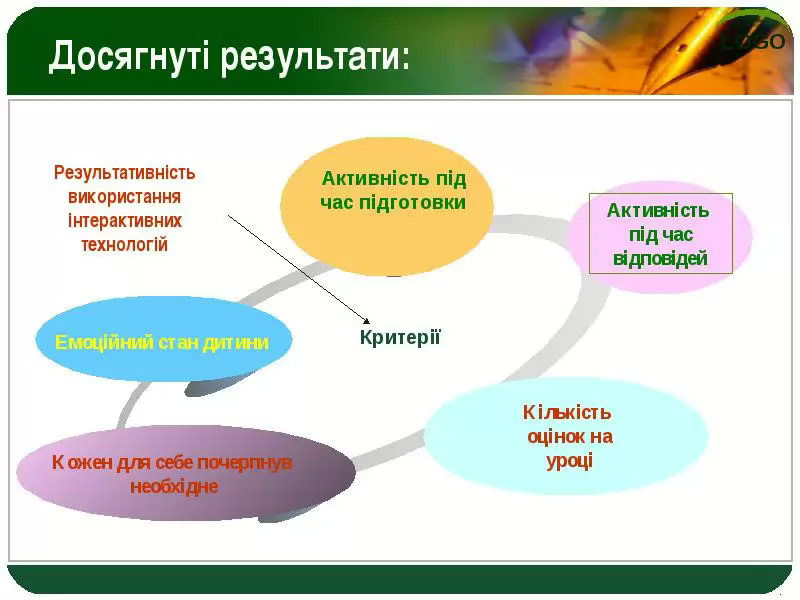 Досягнуті результати:
LOGO
Результативність
використання
інтерактивних
технологій
Активність під
час підготовки
Активність
під час
відповідей
Емоційний стан дитини
Критерії
Кількість
оцінок на
уроці
Кожен для себе почерпнув
необхідне